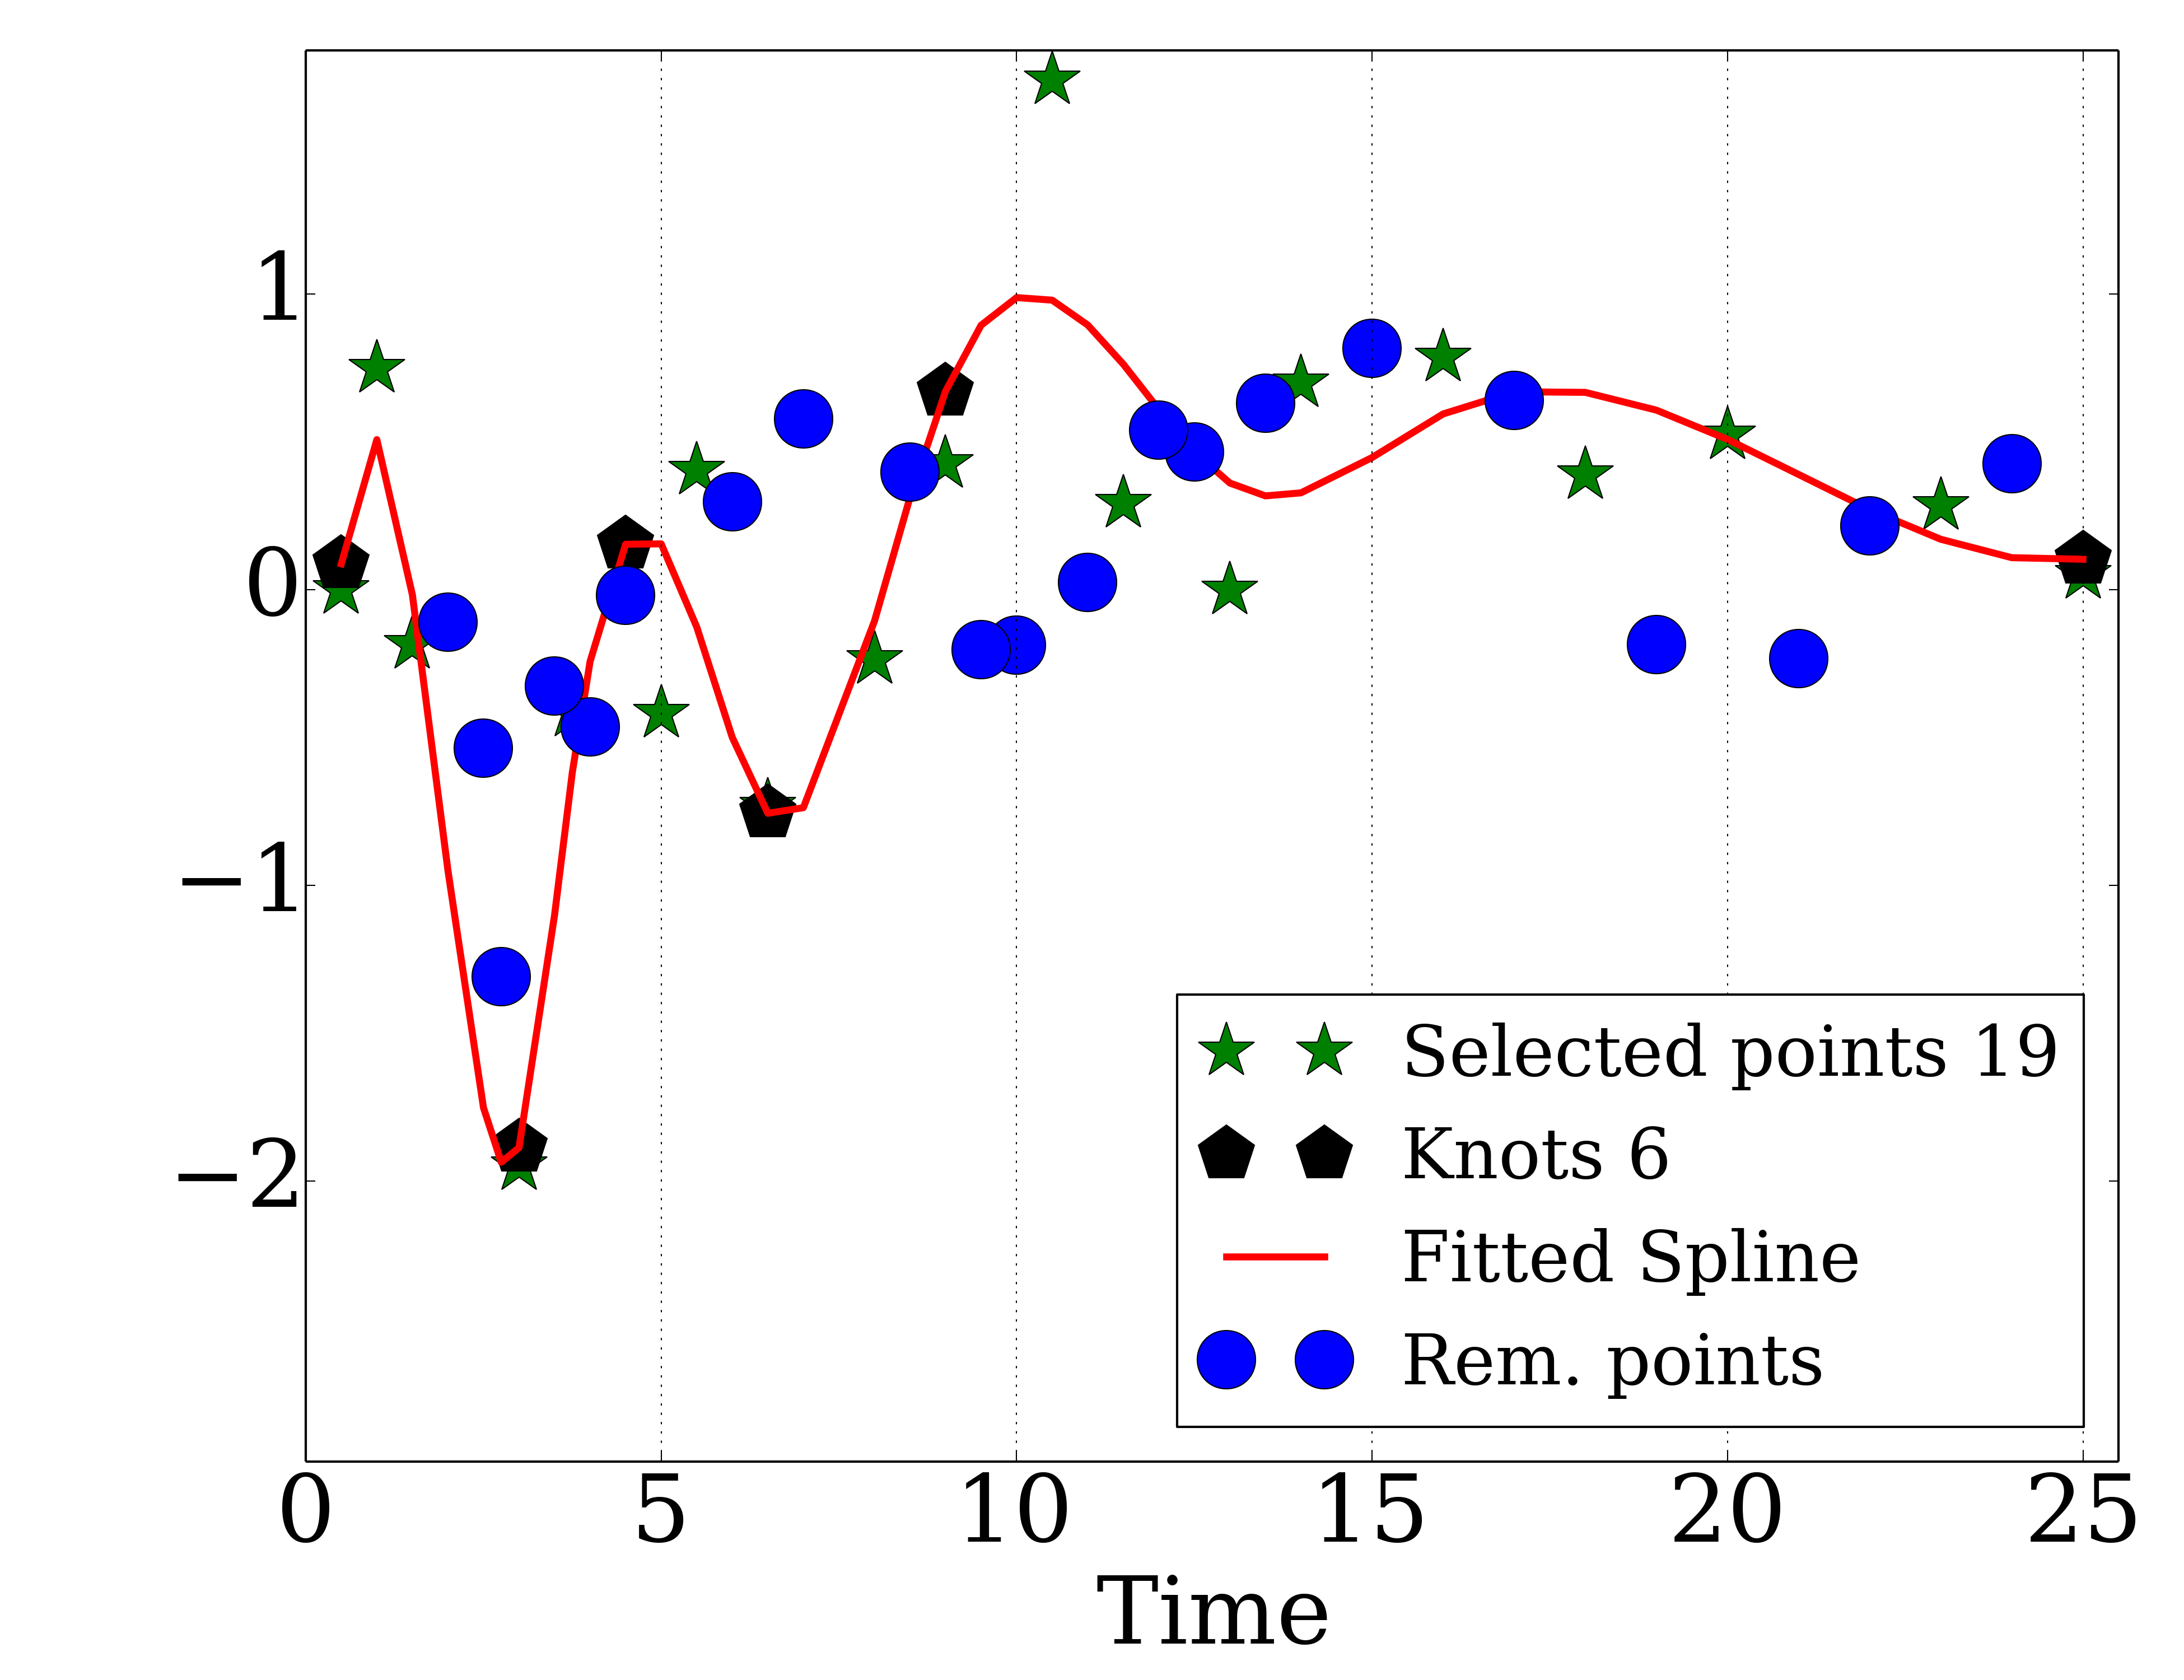 1
0
−1
−2
0 5 10 15 20 25
Time
Selected points 19
Knots 6
Fitted Spline
Rem. points